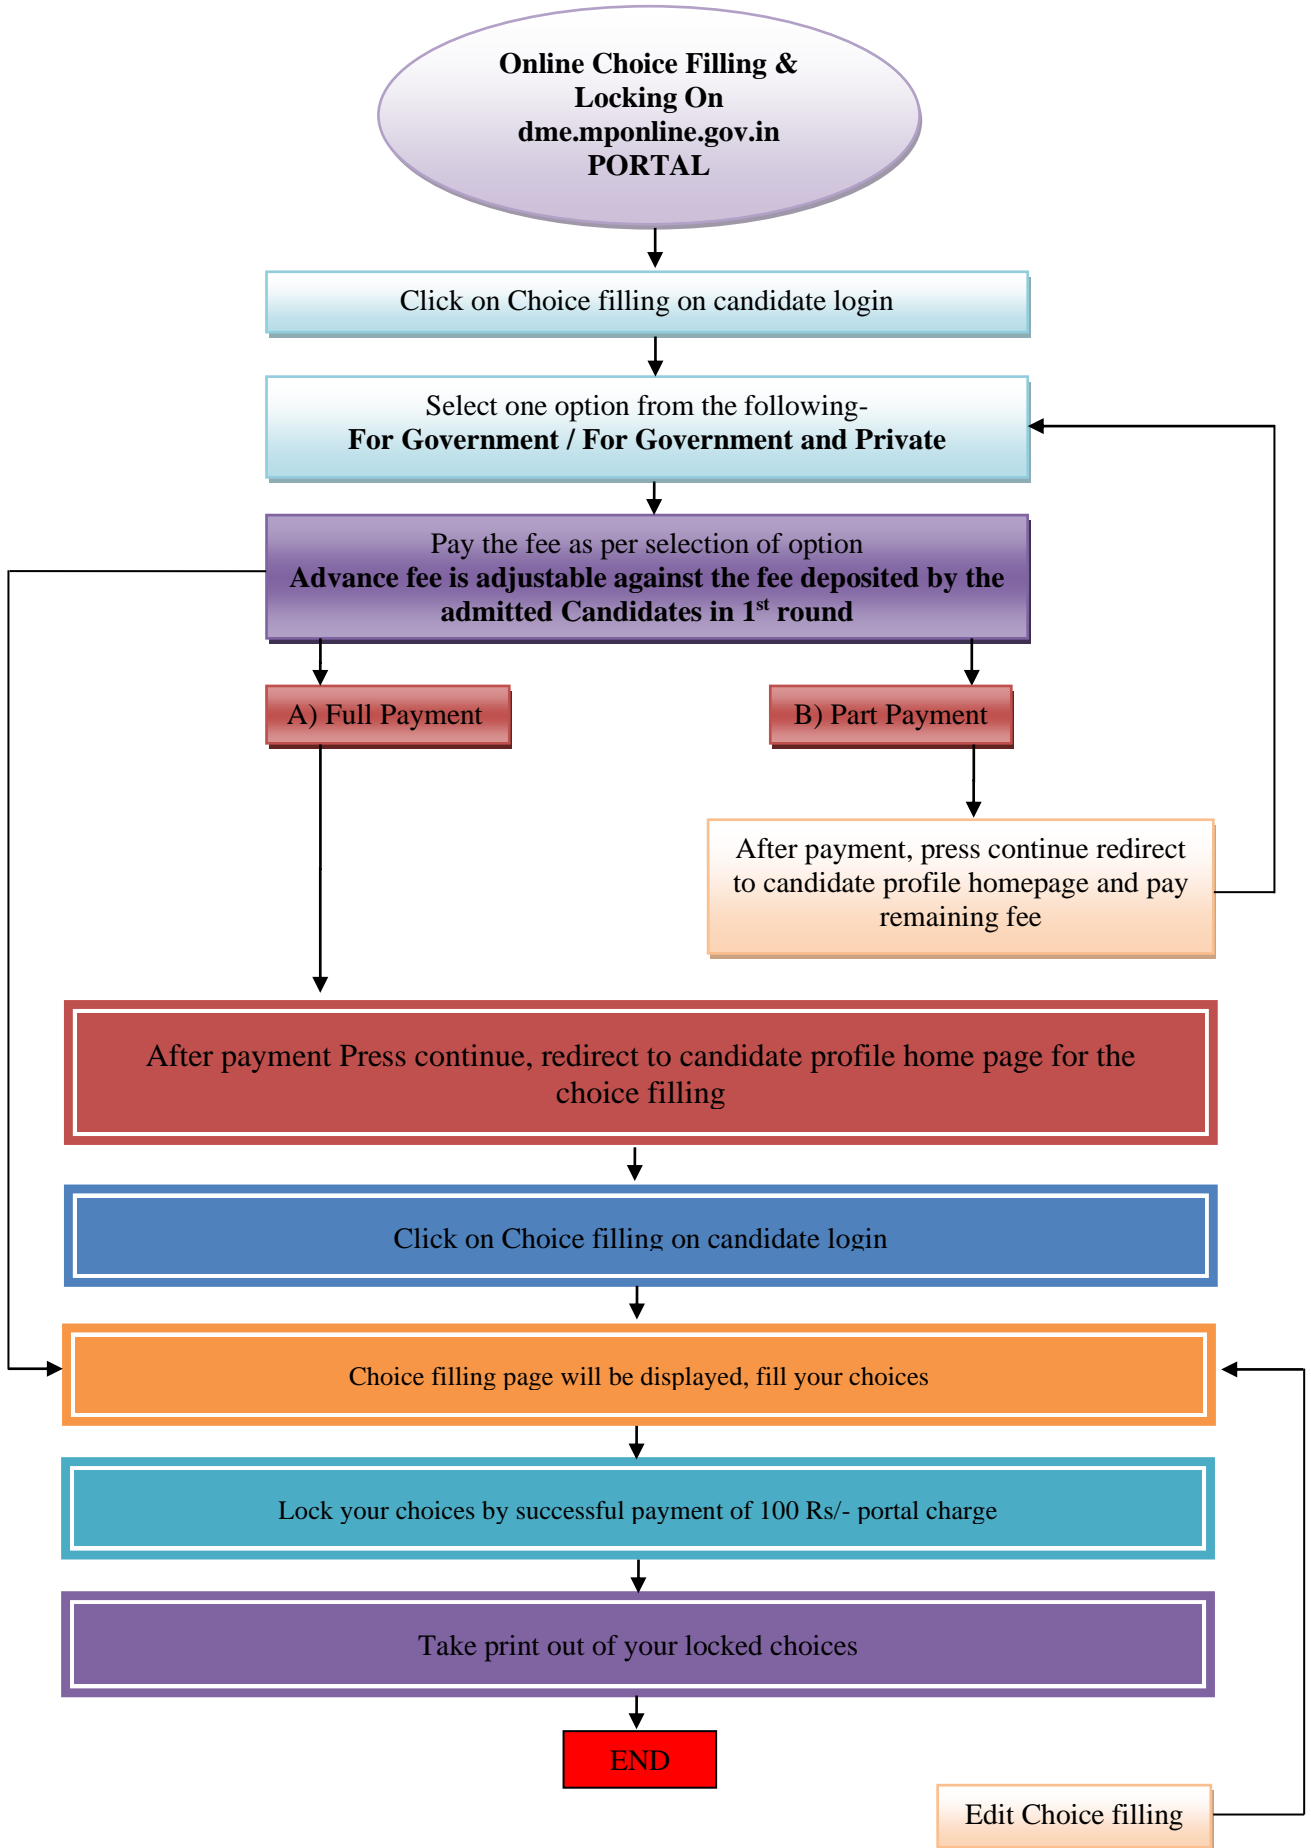 Online Choice Filling &
Locking On
dme.mponline.gov.in
PORTAL
Click on Choice filling on candidate login
Select one option from the following-
For Government / For Government and Private
Pay the fee as per selection of option
Advance fee is adjustable against the fee deposited by the
admitted Candidates in 1st round
A) Full Payment
B) Part Payment
After payment, press continue redirect
to candidate profile homepage and pay
remaining fee
After payment Press continue, redirect to candidate profile home page for the
choice filling
Click on Choice filling on candidate login
Choice filling page will be displayed, fill your choices
Lock your choices by successful payment of 100 Rs/- portal charge
Take print out of your locked choices
END
Edit Choice filling